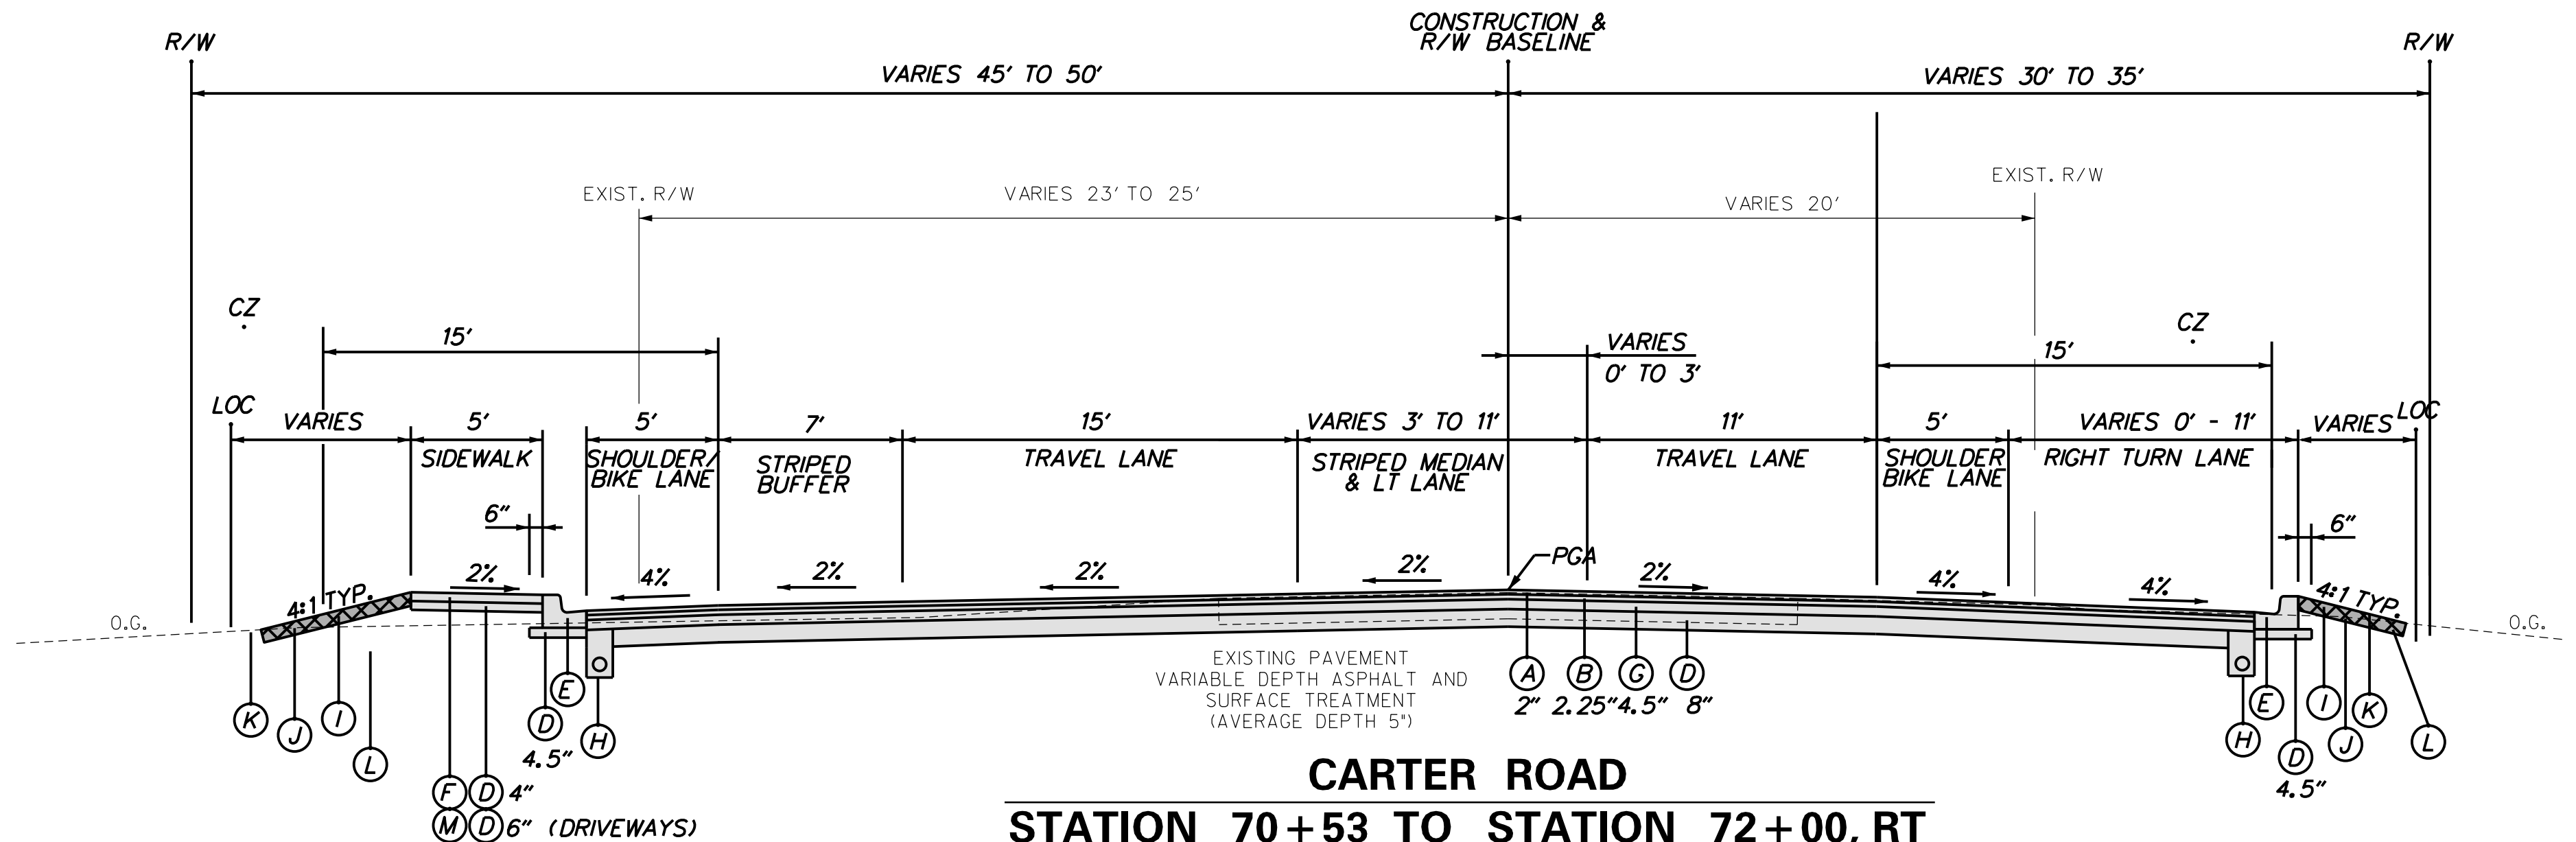 R/W
CONSTRUCTION &
R/W BASELINE
R/W
VARIES 45' TO 50'
VARIES 30' TO 35'
EXIST. R/W
VARIES 23' TO 25'
VARIES 20'
EXIST. R/W
CZ
15'
VARIES
0' TO 3'
CZ
15'
LOC
VARIES
5'
SIDEWALK
5'
SHOULDER/
BIKE LANE
7'
STRIPED
BUFFER
15'
TRAVEL LANE
VARIES 3' TO 11'
STRIPED MEDIAN
& LT LANE
11'
TRAVEL LANE
5'
SHOULDER
BIKE LANE
VARIES 0' - 11'
RIGHT TURN LANE
VARIES
LOC
6"
6"
O.G.
4:1 TYP.
2%
4%
2%
2%
2%
PGA
2%
4%
4%
4:1 TYP.
O.G.
EXISTING PAVEMENT
VARIABLE DEPTH ASPHALT AND
SURFACE TREATMENT
(AVERAGE DEPTH 5")
K
J
I
L
F D 4"
M D 6" (DRIVEWAYS)
D
4.5"
E
H
A
2"
B
2.25"
G
4.5"
D
8"
H
E
D
4.5"
I
J
K
L
CARTER ROAD
STATION 70+53 TO STATION 72+00, RT